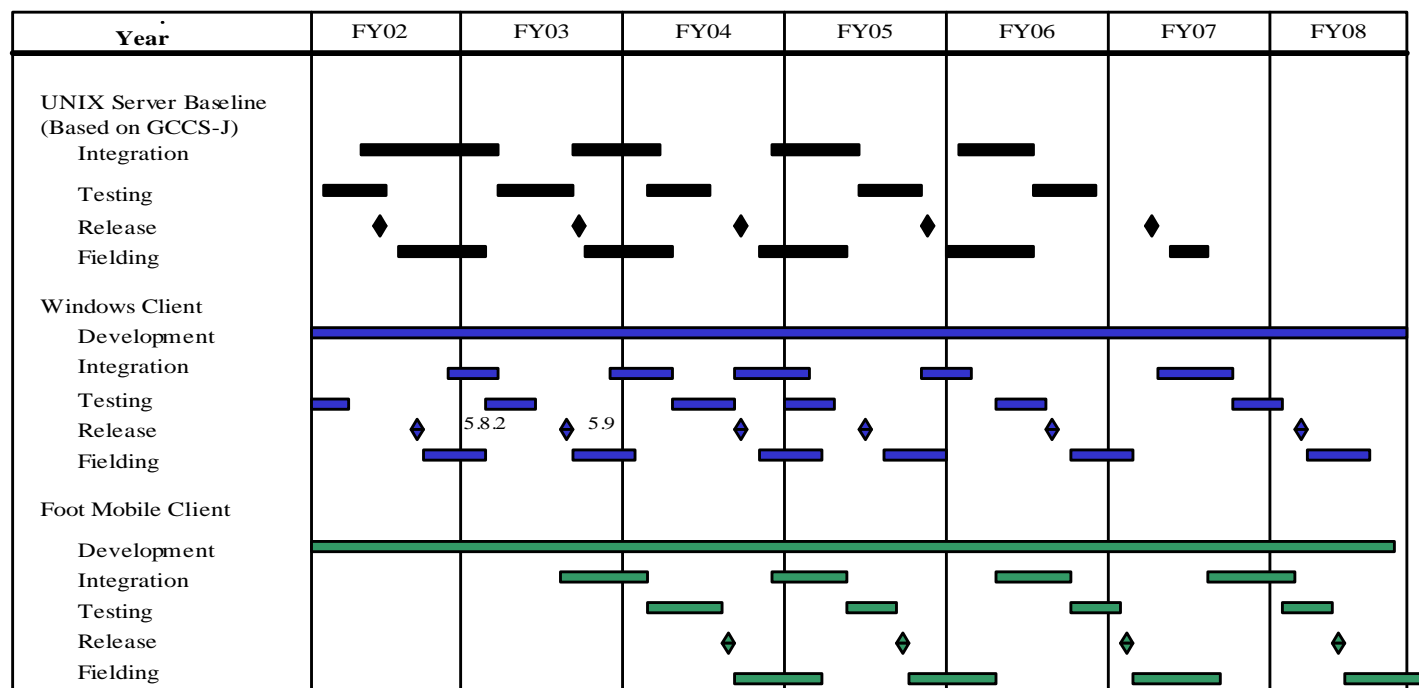 Year FY02 FY03 FY04 FY05 FY06 FY07 FY08
UNIX Server Baseline
(Based on GCCS-J)
Integration
Testing
Release
Fielding
Windows Client
Development
Integration
Testing
Release 5.8.2 5.9
Fielding
Foot Mobile Client
Development
Integration
Testing
Release
Fielding